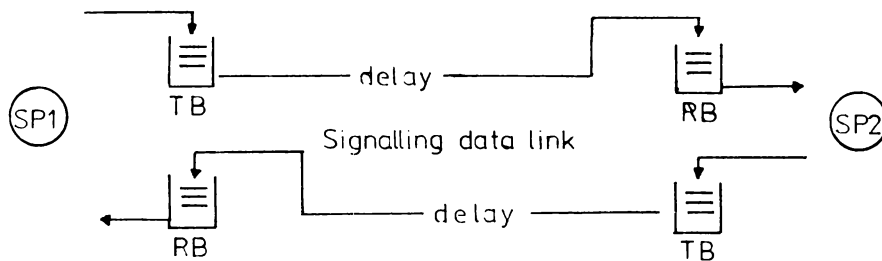 delay
TB
RB
SP1
SP2
Signalling data link
delay
RB
TB